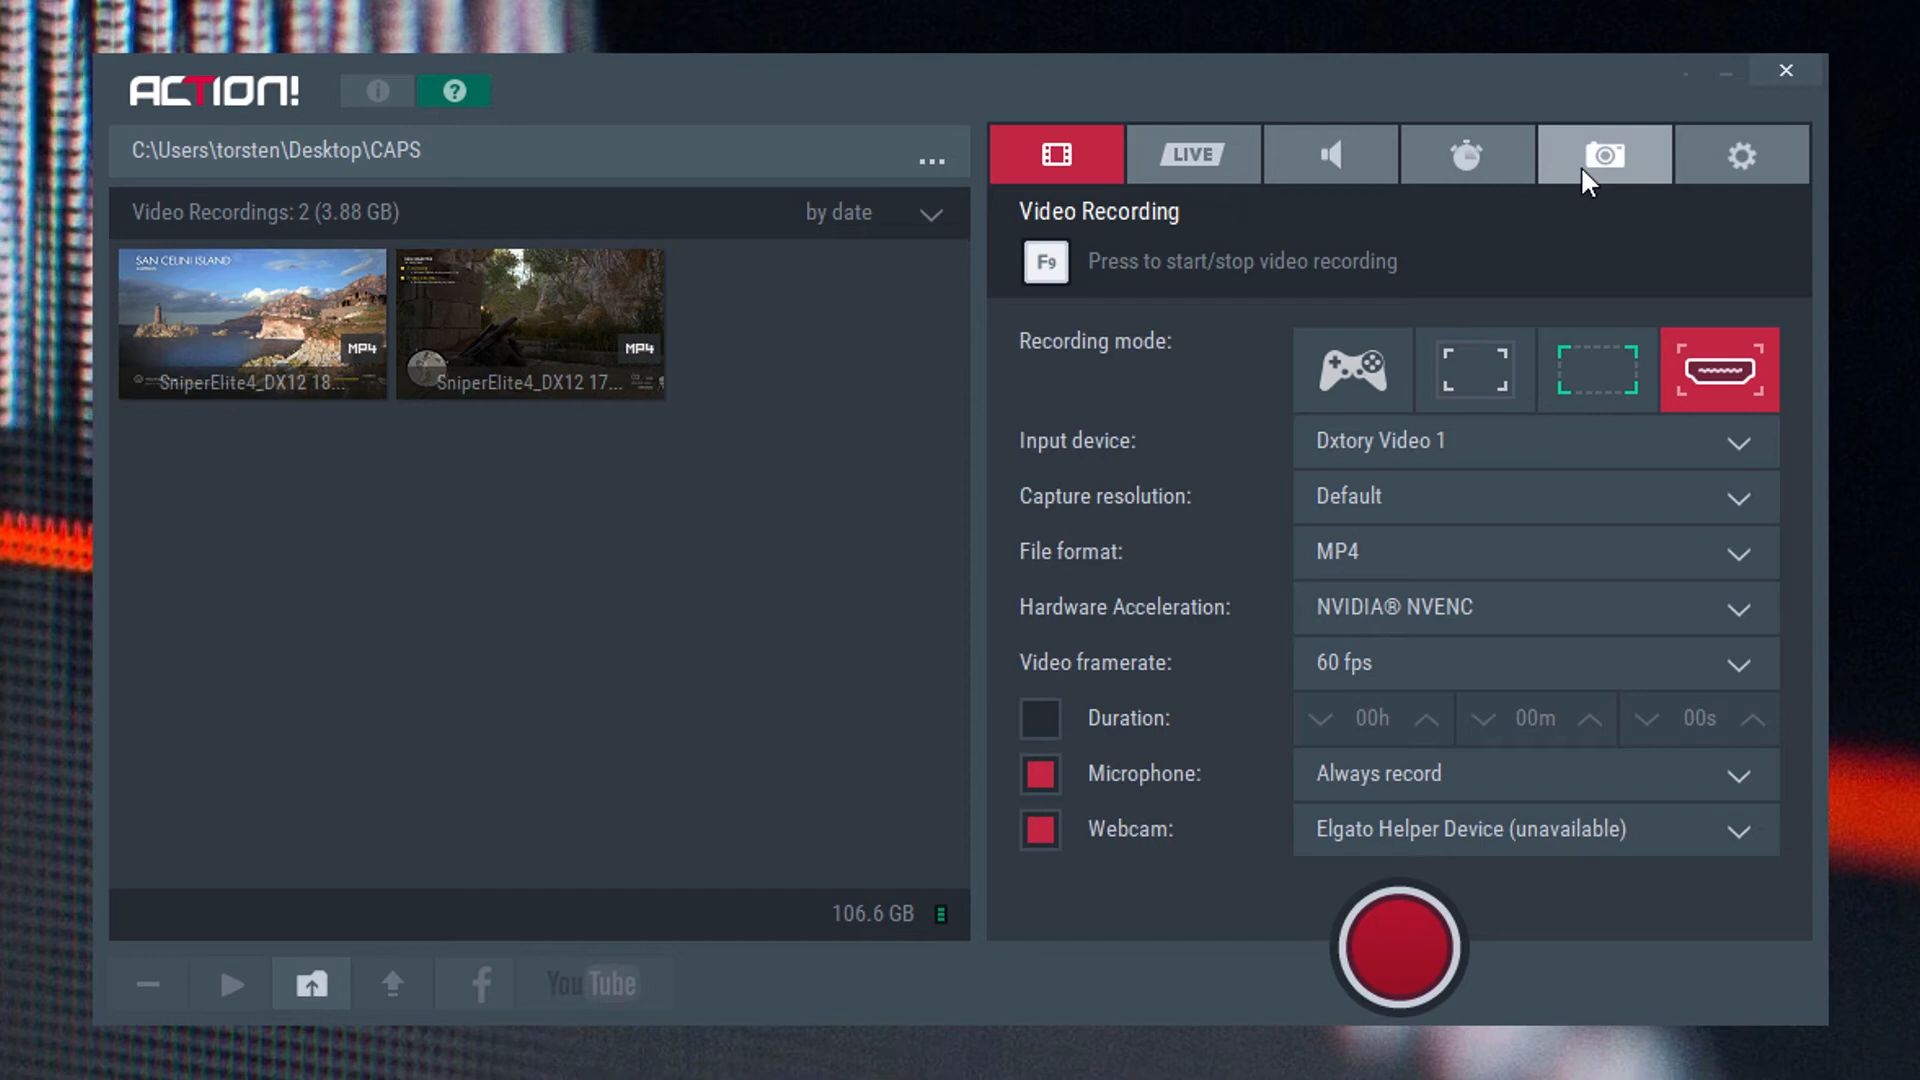 ACTION!
C:\Users\torsten\Desktop\CAPS
...
Video Recordings: 2 (3.88 GB)
by date
SAN CELINI ISLAND
MP4
SniperElite4_DX12 18...
MP4
SniperElite4_DX12 17...
106.6 GB
You Tube
LIVE
Video Recording
F9
Press to start/stop video recording
Recording mode:
Input device:
Dxtory Video 1
Capture resolution:
Default
File format:
MP4
Hardware Acceleration:
NVIDIA® NVENC
Video framerate:
60 fps
Duration:
00h
00m
00s
Microphone:
Always record
Webcam:
Elgato Helper Device (unavailable)